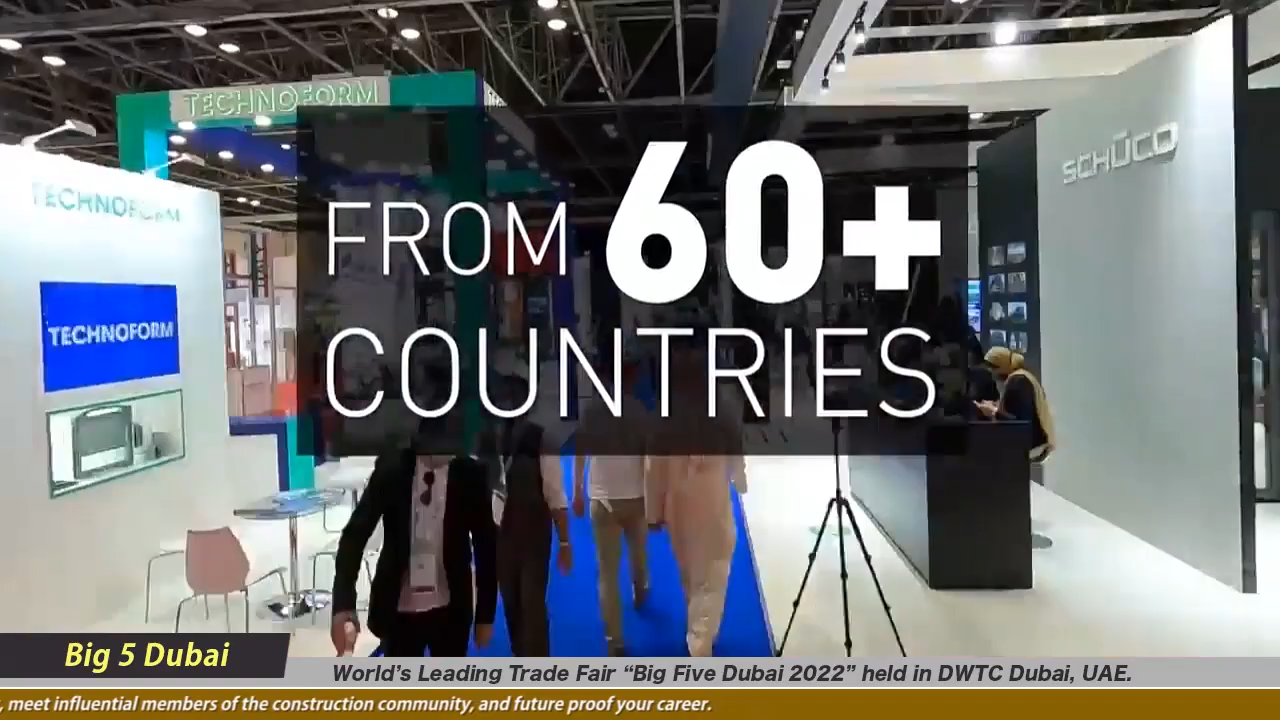 TECHNOFORM
TECHNOFORM
SCHÜCO
TECHNOFORM
FROM 60+
COUNTRIES
Big 5 Dubai
World's Leading Trade Fair “Big Five Dubai 2022” held in DWTC Dubai, UAE.
, meet influential members of the construction community, and future proof your career.